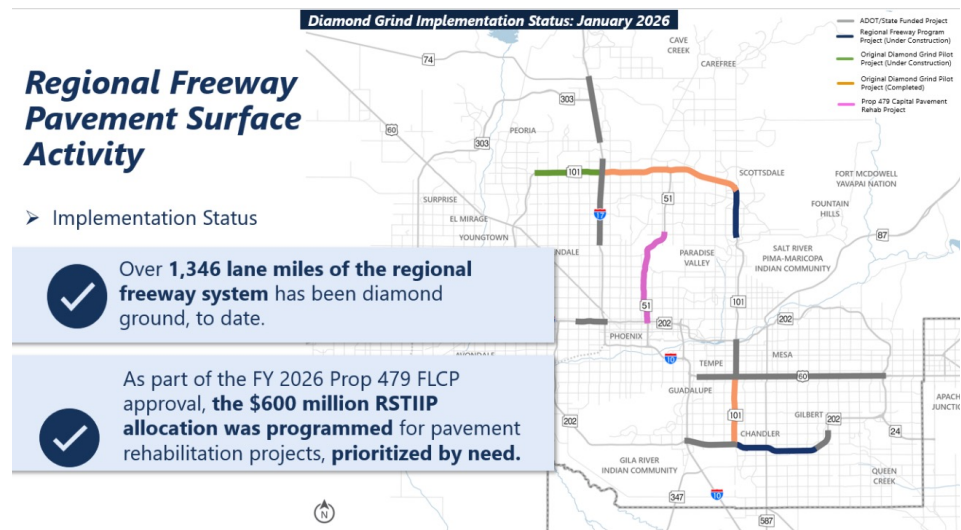 Diamond Grind Implementation Status: January 2026
ADOT/State Funded Project
Regional Freeway Program
Project (Under Construction)
Original Diamond Grind Pilot
Project (Under Construction)
Original Diamond Grind Pilot
Project (Completed)
Prop 479 Capital Pavement
Rehab Project
Regional Freeway
Pavement Surface
Activity
➢ Implementation Status
Over 1,346 lane miles of the regional
freeway system has been diamond
ground, to date.
As part of the FY 2026 Prop 479 FLCP
approval, the $600 million RSTIIP
allocation was programmed for pavement
rehabilitation projects, prioritized by need.
CAVE
CREEK
CAREFREE
74
303
60
PEORIA
303
101
SCOTTSDALE
FORT MCDOWELL
YAVAPAI NATION
SURPRISE
51
FOUNTAIN
HILLS
EL MIRAGE
17
87
YOUNGTOWN
NDALE
PARADISE
VALLEY
SALT RIVER
PIMA-MARICOPA
INDIAN COMMUNITY
51
101
202
202
PHOENIX
10
TEMPE
MESA
AVONDALE
60
GUADALUPE
APACH
JUNCTIO
202
101
GILBERT
202
24
CHANDLER
GILA RIVER
INDIAN COMMUNITY
QUEEN
CREEK
347
10
587
N